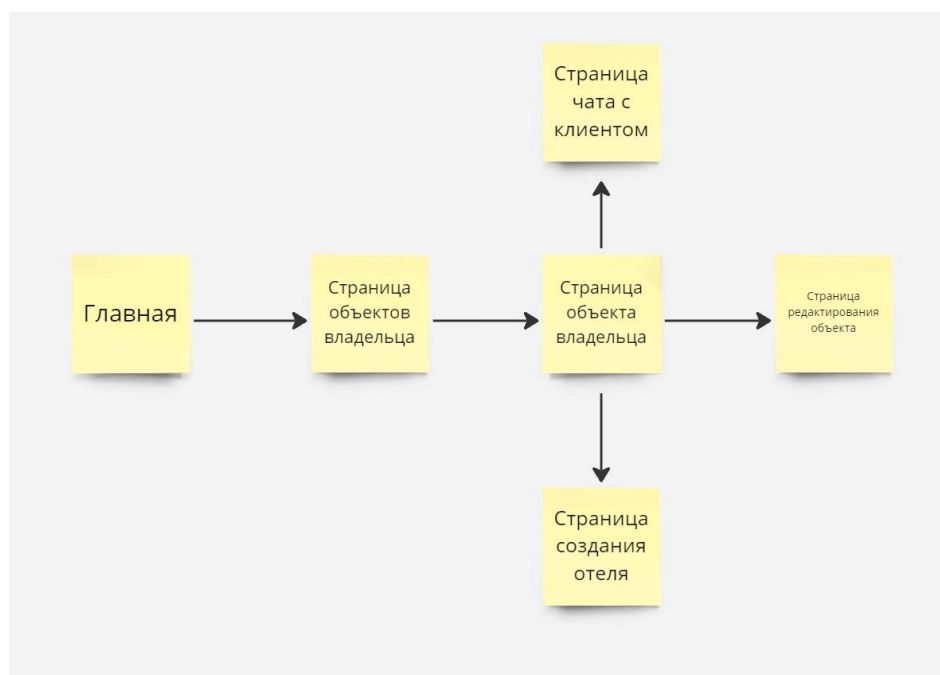 Страница
чата с
клиентом
Главная
Страница
объектов
владельца
Страница
объекта
владельца
Страница
редактирования
объекта
Страница
создания
отеля